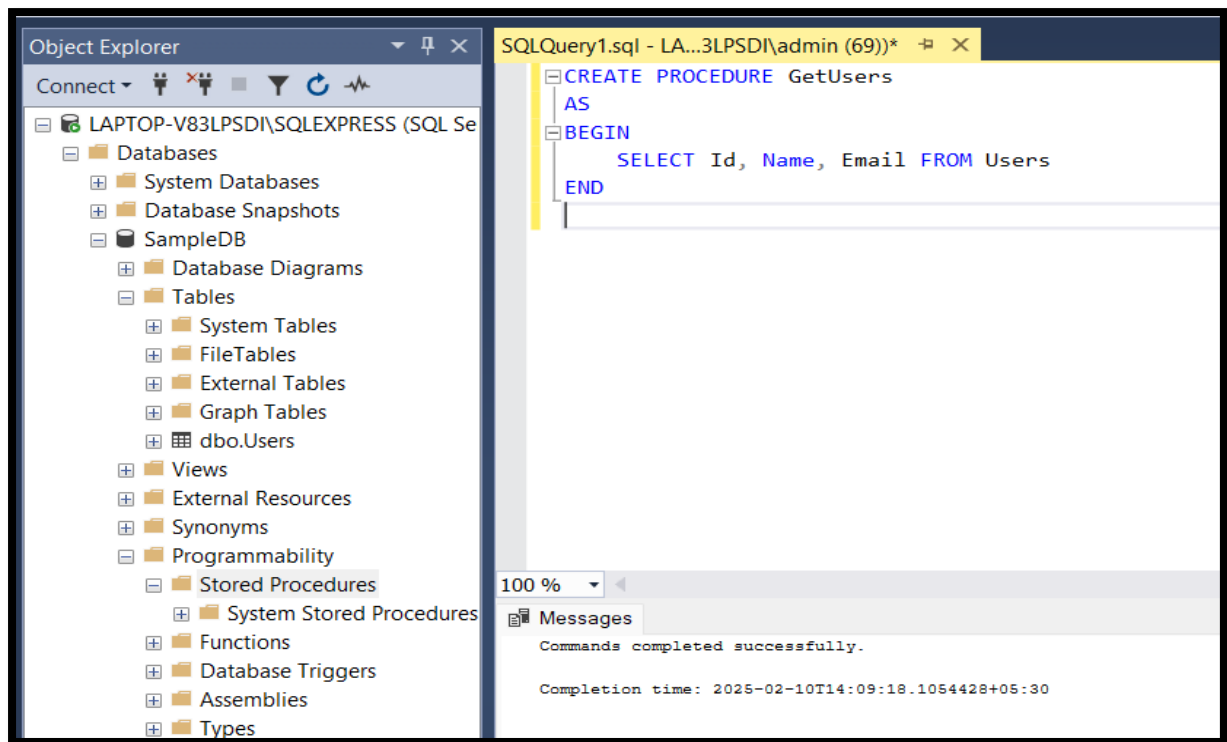 Object Explorer
Connect
LAPTOP-V83LPSDI\SQLEXPRESS (SQL Se
Databases
System Databases
Database Snapshots
SampleDB
Database Diagrams
Tables
System Tables
FileTables
External Tables
Graph Tables
dbo.Users
Views
External Resources
Synonyms
Programmability
Stored Procedures
System Stored Procedures
Functions
Database Triggers
Assemblies
Types
SQLQuery1.sql - LA...3LPSDI\admin (69))*
CREATE PROCEDURE GetUsers
AS
BEGIN
SELECT Id, Name, Email FROM Users
END
100 %
Messages
Commands completed successfully.
Completion time: 2025-02-10T14:09:18.1054428+05:30